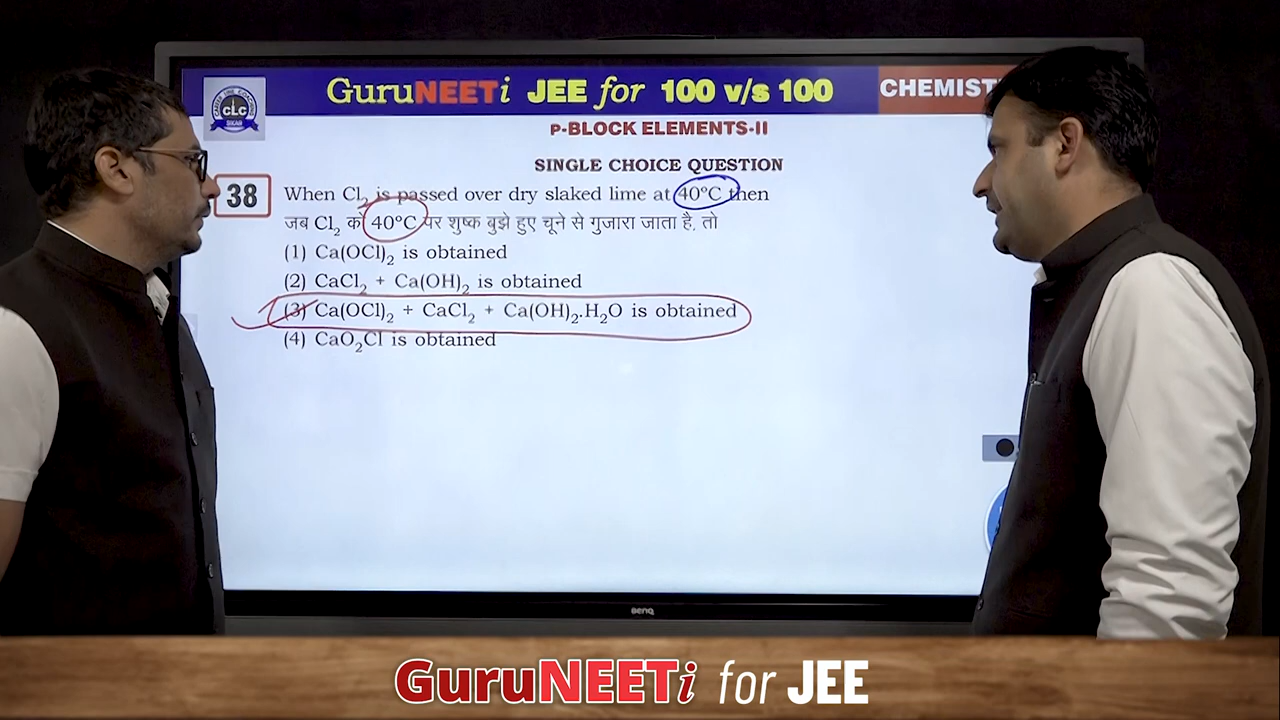 GuruNEETi JEE for 100 v/s 100
CLC
SIKAR
P-BLOCK ELEMENTS-II
SINGLE CHOICE QUESTION
38
When Cl₂ is passed over dry slaked lime at 40°C then
जब Cl₂ को 40°C पर शुष्क बुझे हुए चूने से गुजारा जाता है, तो
(1) Ca(OCl)₂ is obtained
(2) CaCl₂ + Ca(OH)₂ is obtained
(3) Ca(OCl)₂ + CaCl₂ + Ca(OH)₂.H₂O is obtained
(4) CaO₂Cl is obtained
BenQ
GuruNEETi for JEE